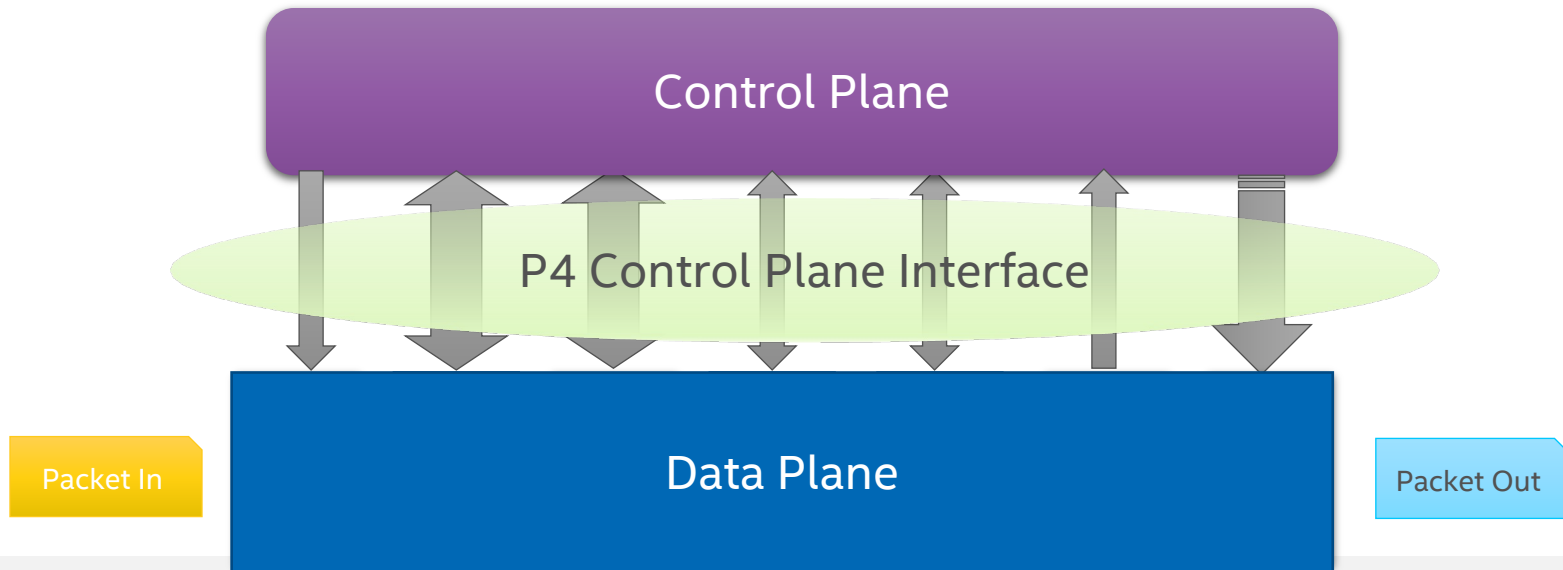 Control Plane
P4 Control Plane Interface
Packet In
Data Plane
Packet Out